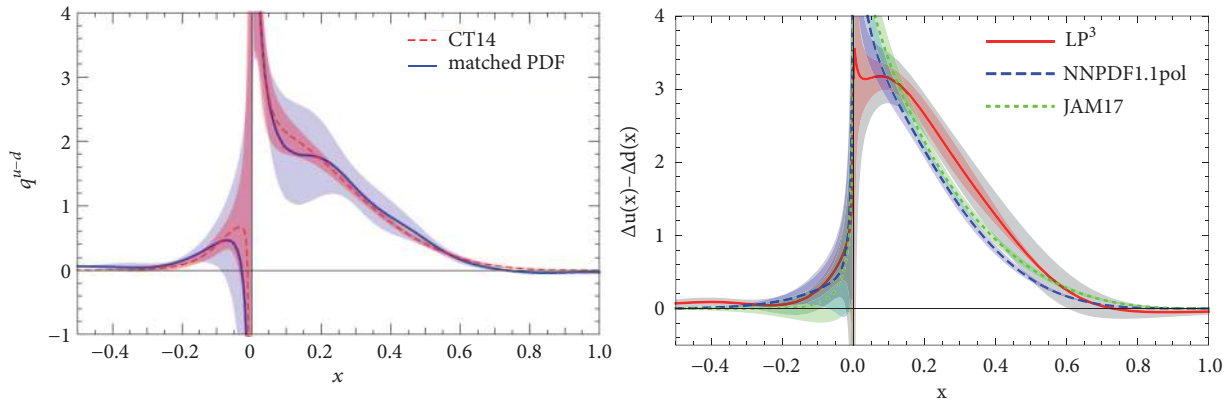 4
3
2
1
0
−1
q^{u−d}
CT14
matched PDF
−0.4 −0.2 0 0.2 0.4 0.6 0.8 1.0
x
4
3
2
1
0
Δu(x)−Δd(x)
LP³
NNPDF1.1pol
JAM17
−0.4 −0.2 0.0 0.2 0.4 0.6 0.8 1.0
x